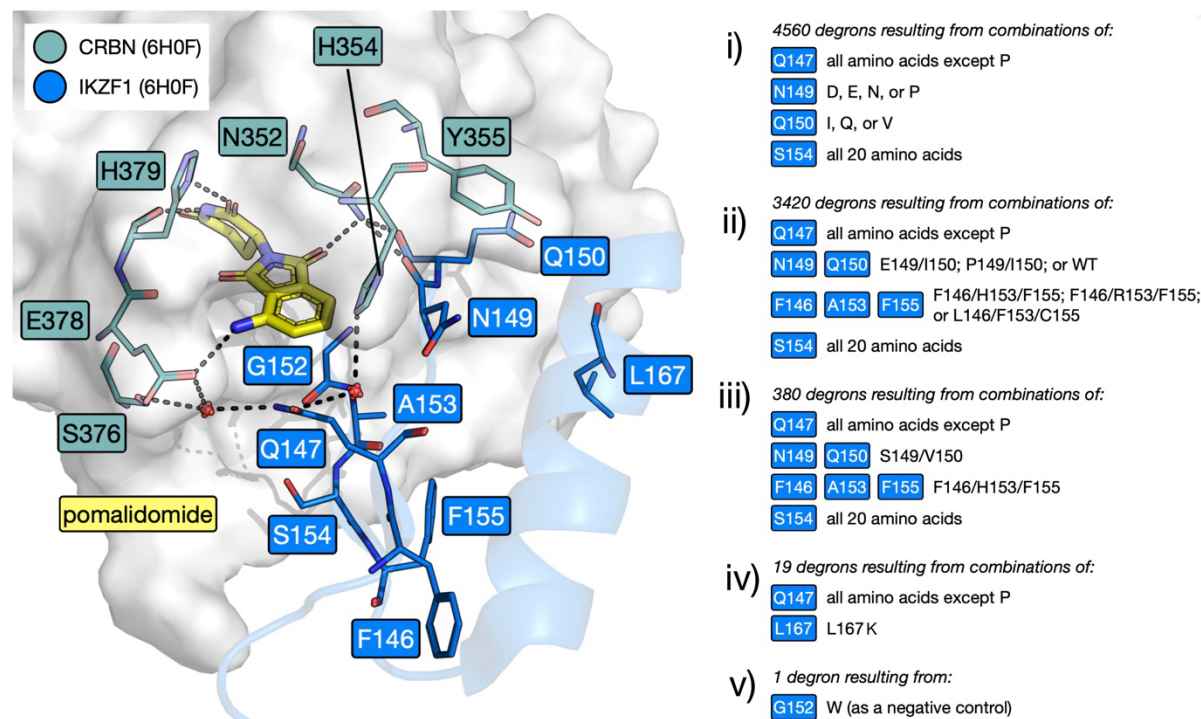 CRBN (6H0F)
IKZF1 (6H0F)
H354
N352
Y355
H379
Q150
N149
E378
G152
L167
A153
S376
Q147
pomalidomide
S154
F155
F146
i) 4560 degrons resulting from combinations of:
Q147 all amino acids except P
N149 D, E, N, or P
Q150 I, Q, or V
S154 all 20 amino acids
ii) 3420 degrons resulting from combinations of:
Q147 all amino acids except P
N149 Q150 E149/I150; P149/I150; or WT
F146 A153 F155 F146/H153/F155; F146/R153/F155;
or L146/F153/C155
S154 all 20 amino acids
iii) 380 degrons resulting from combinations of:
Q147 all amino acids except P
N149 Q150 S149/V150
F146 A153 F155 F146/H153/F155
S154 all 20 amino acids
iv) 19 degrons resulting from combinations of:
Q147 all amino acids except P
L167 L167K
v) 1 degron resulting from:
G152 W (as a negative control)